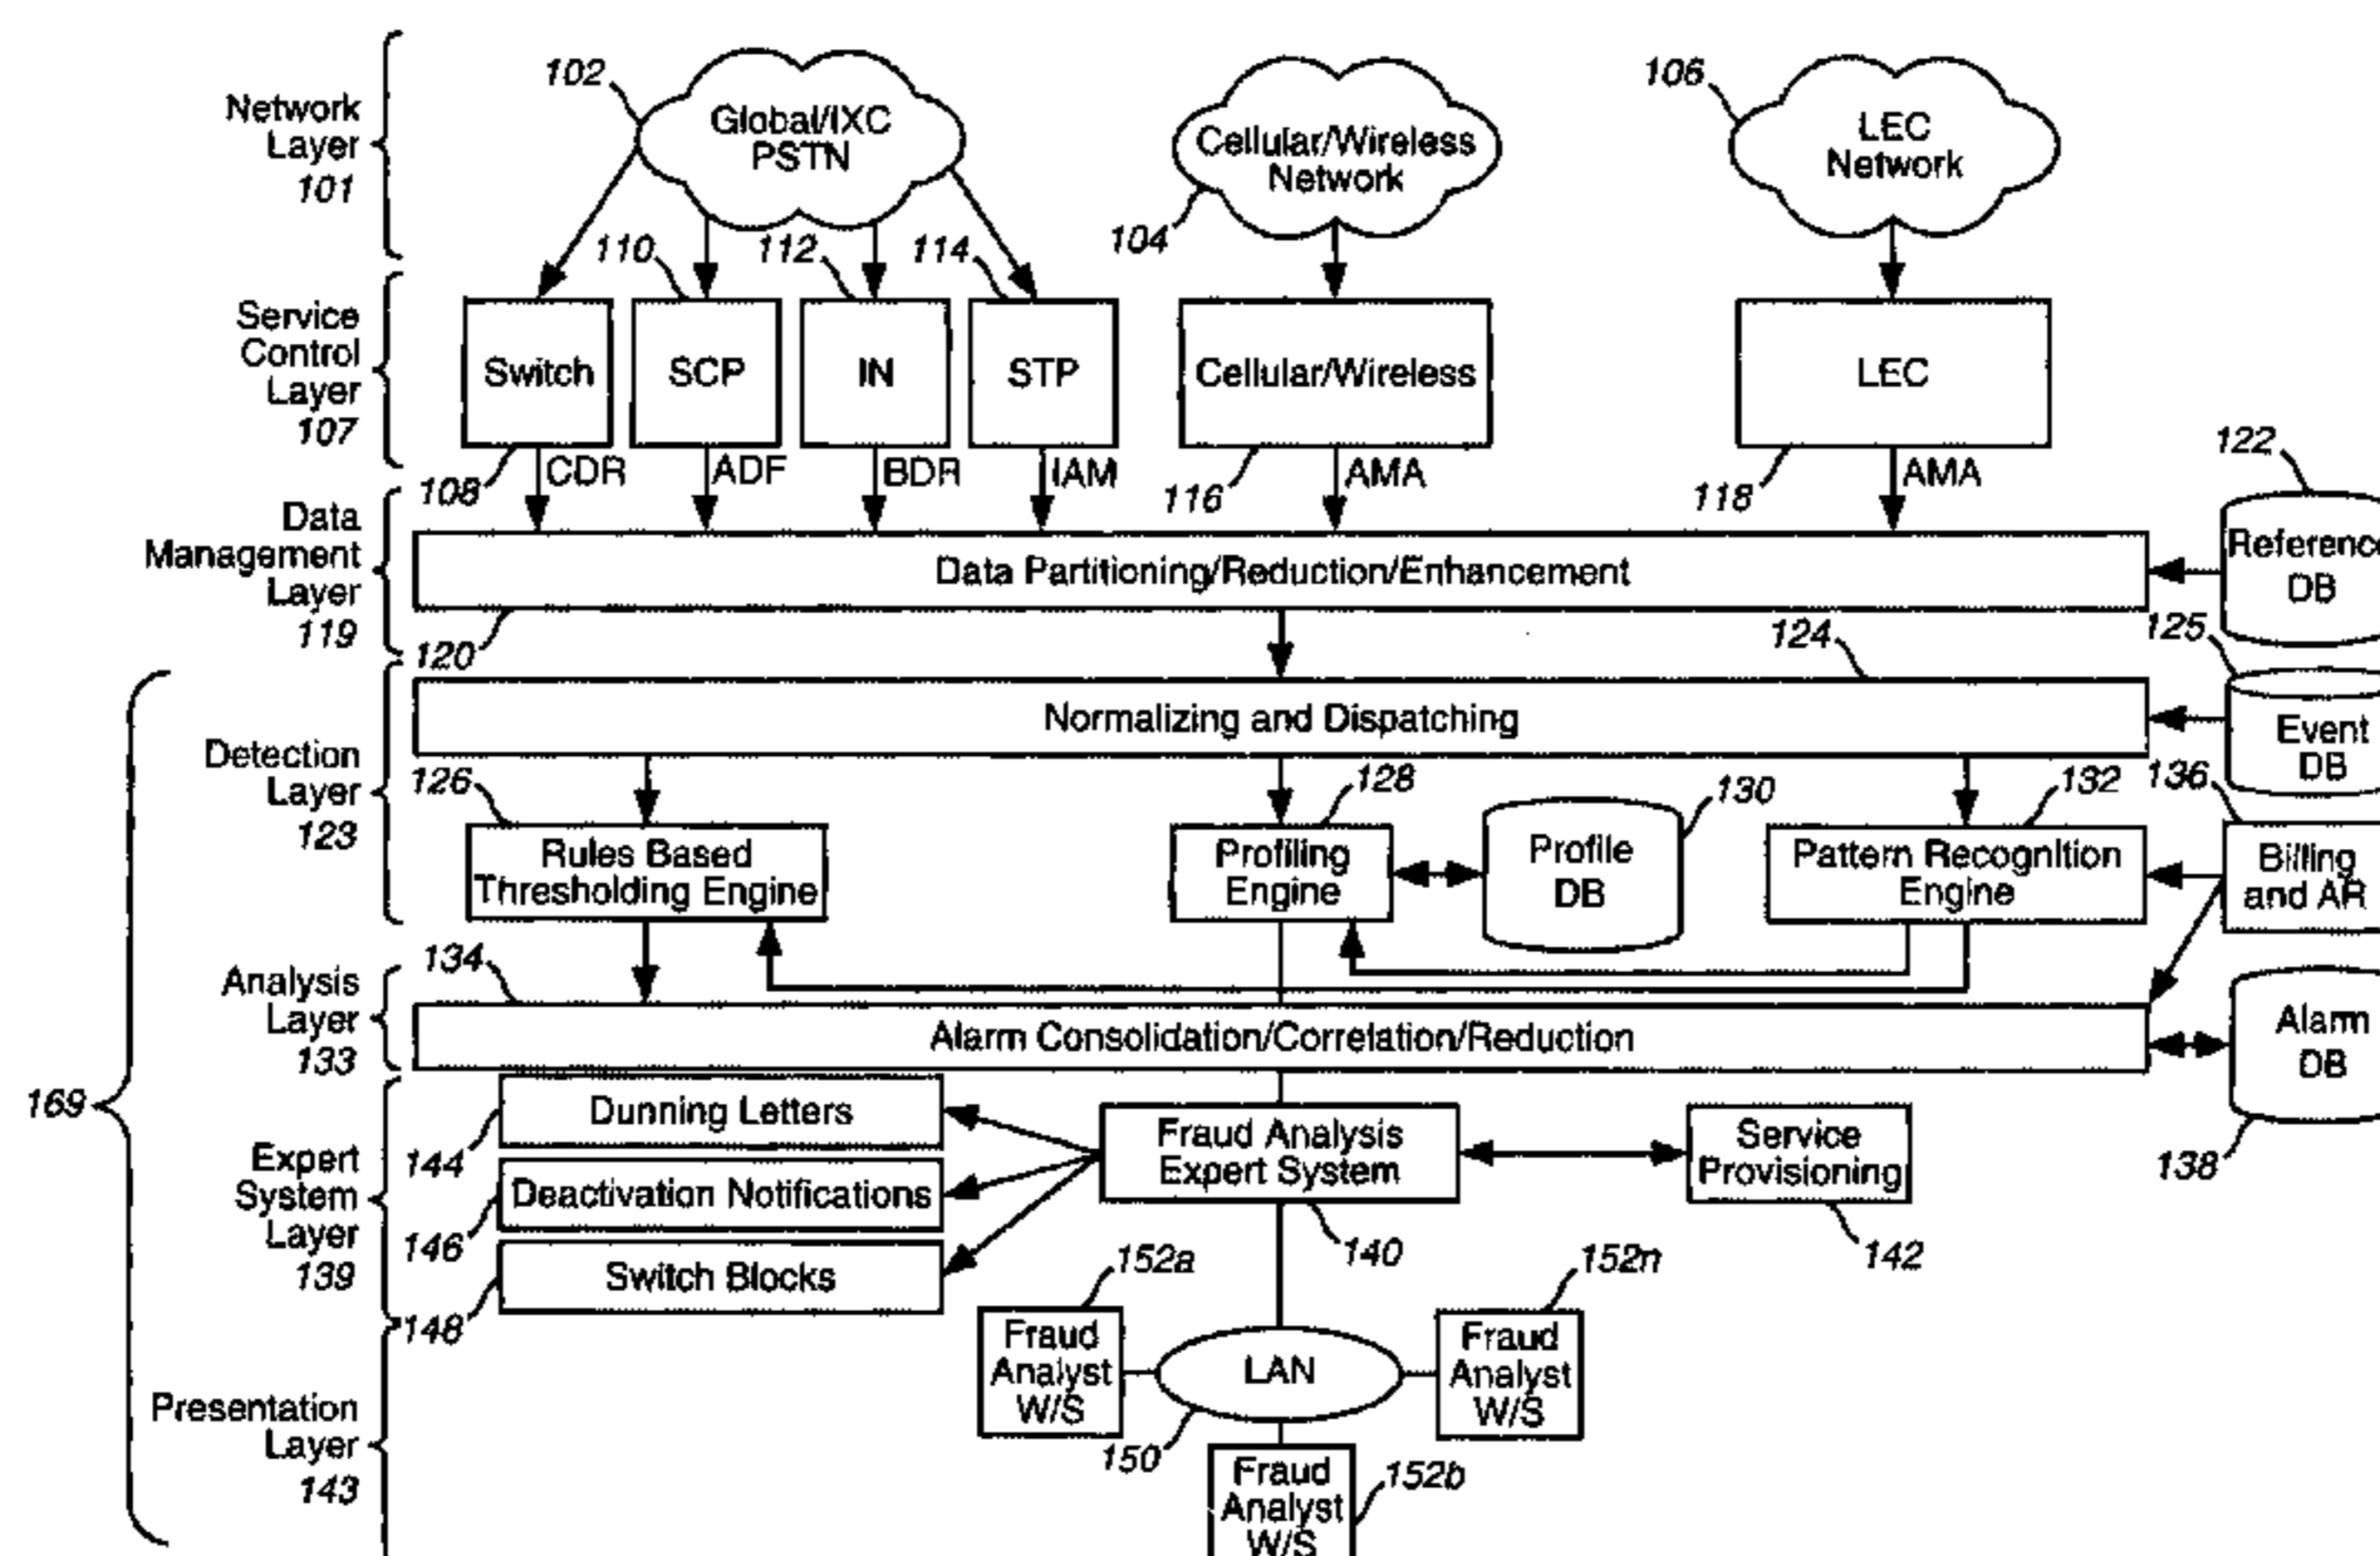 Network
Layer
101
102
Global/IXC
PSTN
104
Cellular/Wireless
Network
106
LEC
Network
Service
Control
Layer
107
110
112
114
Switch
SCP
IN
STP
Cellular/Wireless
LEC
108
CDR
ADF
BDR
IAM
116
AMA
118
AMA
122
Reference
DB
Data
Management
Layer
119
Data Partitioning/Reduction/Enhancement
120
124
125
Normalizing and Dispatching
Event
DB
Detection
Layer
123
126
Rules Based
Thresholding Engine
128
Profiling
Engine
130
Profile
DB
132
Pattern Recognition
Engine
136
Billing
and AR
169
Analysis
Layer
133
134
Alarm Consolidation/Correlation/Reduction
Alarm
DB
138
Expert
System
Layer
139
144
Dunning Letters
146
Deactivation Notifications
148
Switch Blocks
Fraud Analysis
Expert System
140
Service
Provisioning
142
Presentation
Layer
143
152a
Fraud
Analyst
W/S
LAN
150
152n
Fraud
Analyst
W/S
152b
Fraud
Analyst
W/S